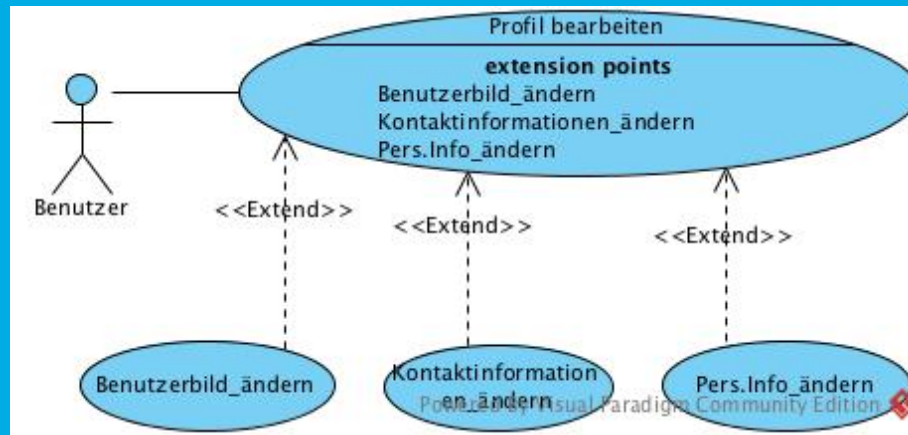 Profil bearbeiten
extension points
Benutzerbild_ändern
Kontaktinformationen_ändern
Pers.Info_ändern
Benutzer
<<Extend>>
<<Extend>>
<<Extend>>
Benutzerbild_ändern
Kontaktinformation
en_ändern
Pers.Info_ändern
Powered By Visual Paradigm Community Edition